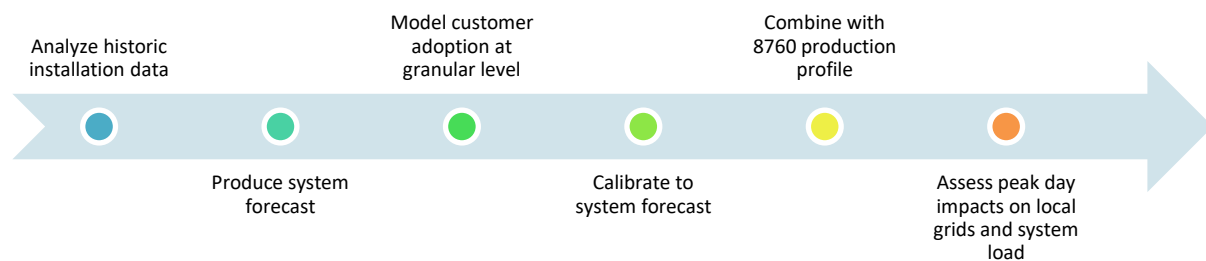 Analyze historic
installation data
Produce system
forecast
Model customer
adoption at
granular level
Calibrate to
system forecast
Combine with
8760 production
profile
Assess peak day
impacts on local
grids and system
load